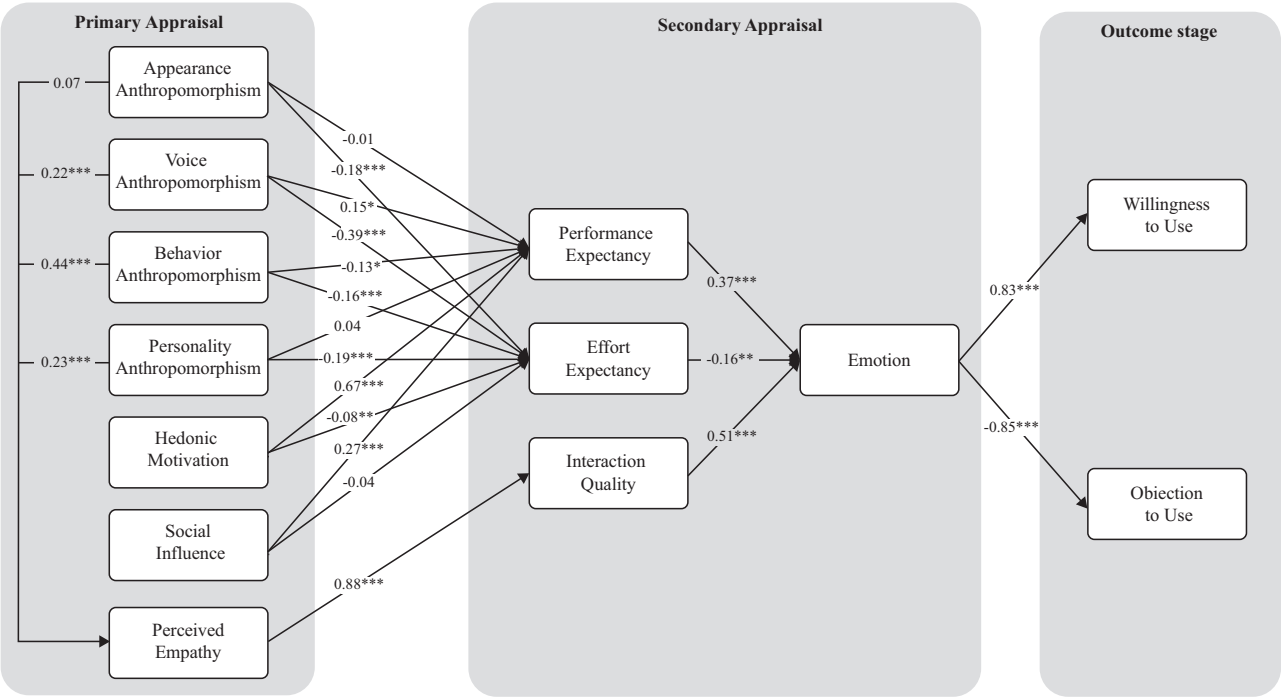 Primary Appraisal
Secondary Appraisal
Outcome stage
Appearance
Anthropomorphism
Voice
Anthropomorphism
Behavior
Anthropomorphism
Personality
Anthropomorphism
Hedonic
Motivation
Social
Influence
Perceived
Empathy
0.07
0.22***
0.44***
0.23***
-0.01
-0.18***
0.15*
-0.39***
-0.13*
-0.16***
0.04
-0.19***
0.67***
-0.08**
0.27***
-0.04
0.88***
Performance
Expectancy
Effort
Expectancy
Interaction
Quality
0.37***
-0.16**
0.51***
Emotion
0.83***
-0.85***
Willingness
to Use
Obiection
to Use